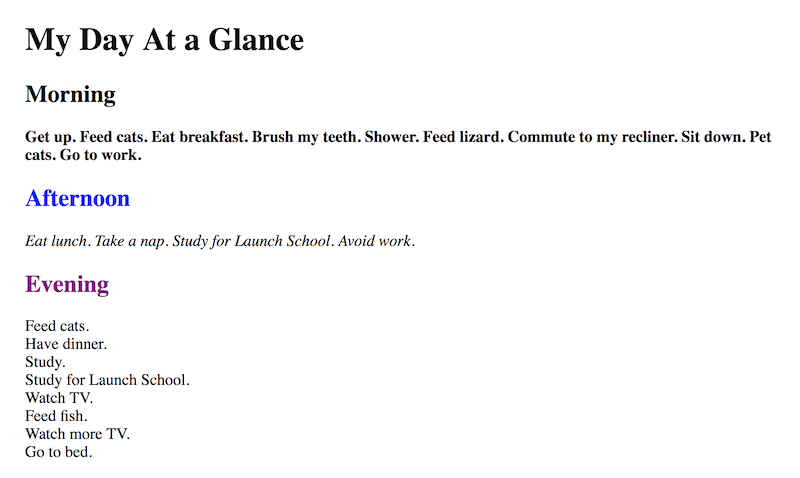 My Day At a Glance
Morning
Get up. Feed cats. Eat breakfast. Brush my teeth. Shower. Feed lizard. Commute to my recliner. Sit down. Pet
cats. Go to work.
Afternoon
Eat lunch. Take a nap. Study for Launch School. Avoid work.
Evening
Feed cats.
Have dinner.
Study.
Study for Launch School.
Watch TV.
Feed fish.
Watch more TV.
Go to bed.